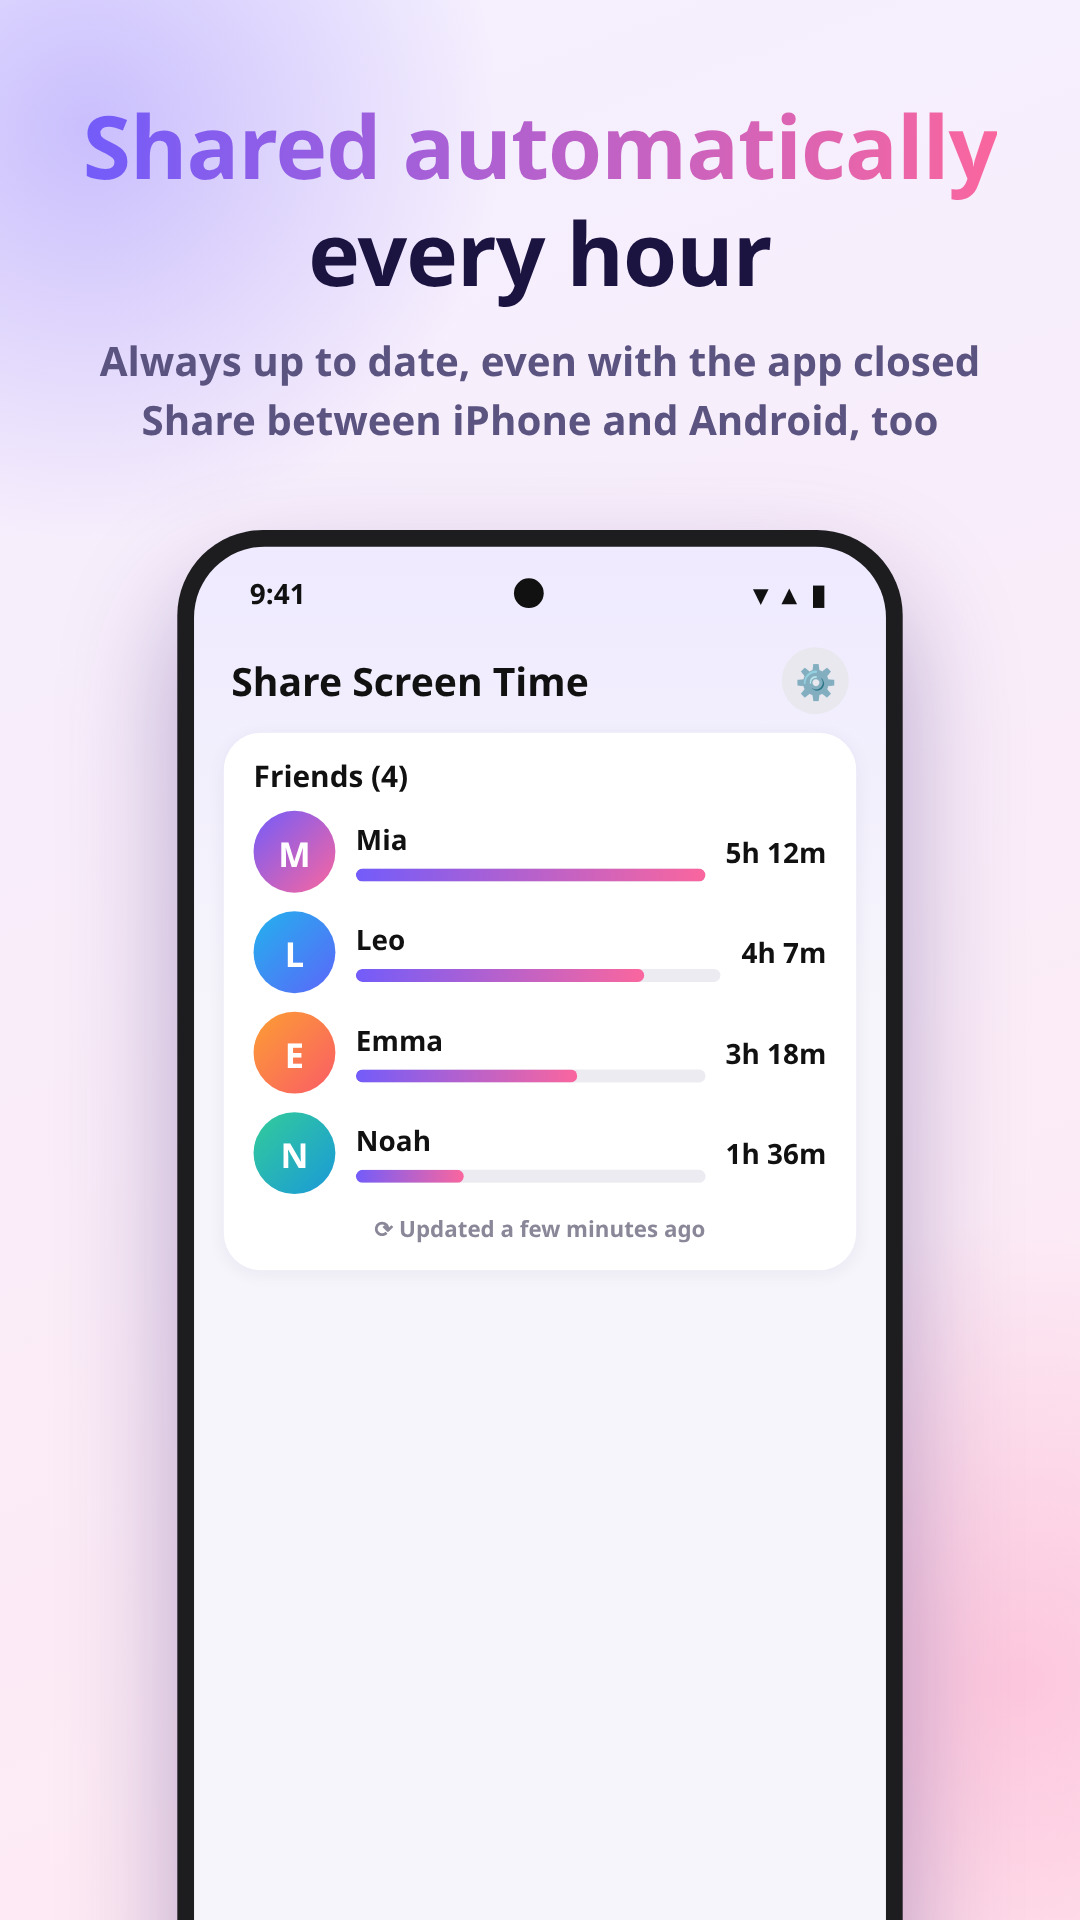 Shared automatically
every hour
Always up to date, even with the app closed
Share between iPhone and Android, too
9:41
Share Screen Time
Friends (4)
M
Mia
5h 12m
L
Leo
4h 7m
E
Emma
3h 18m
N
Noah
1h 36m
⟳ Updated a few minutes ago